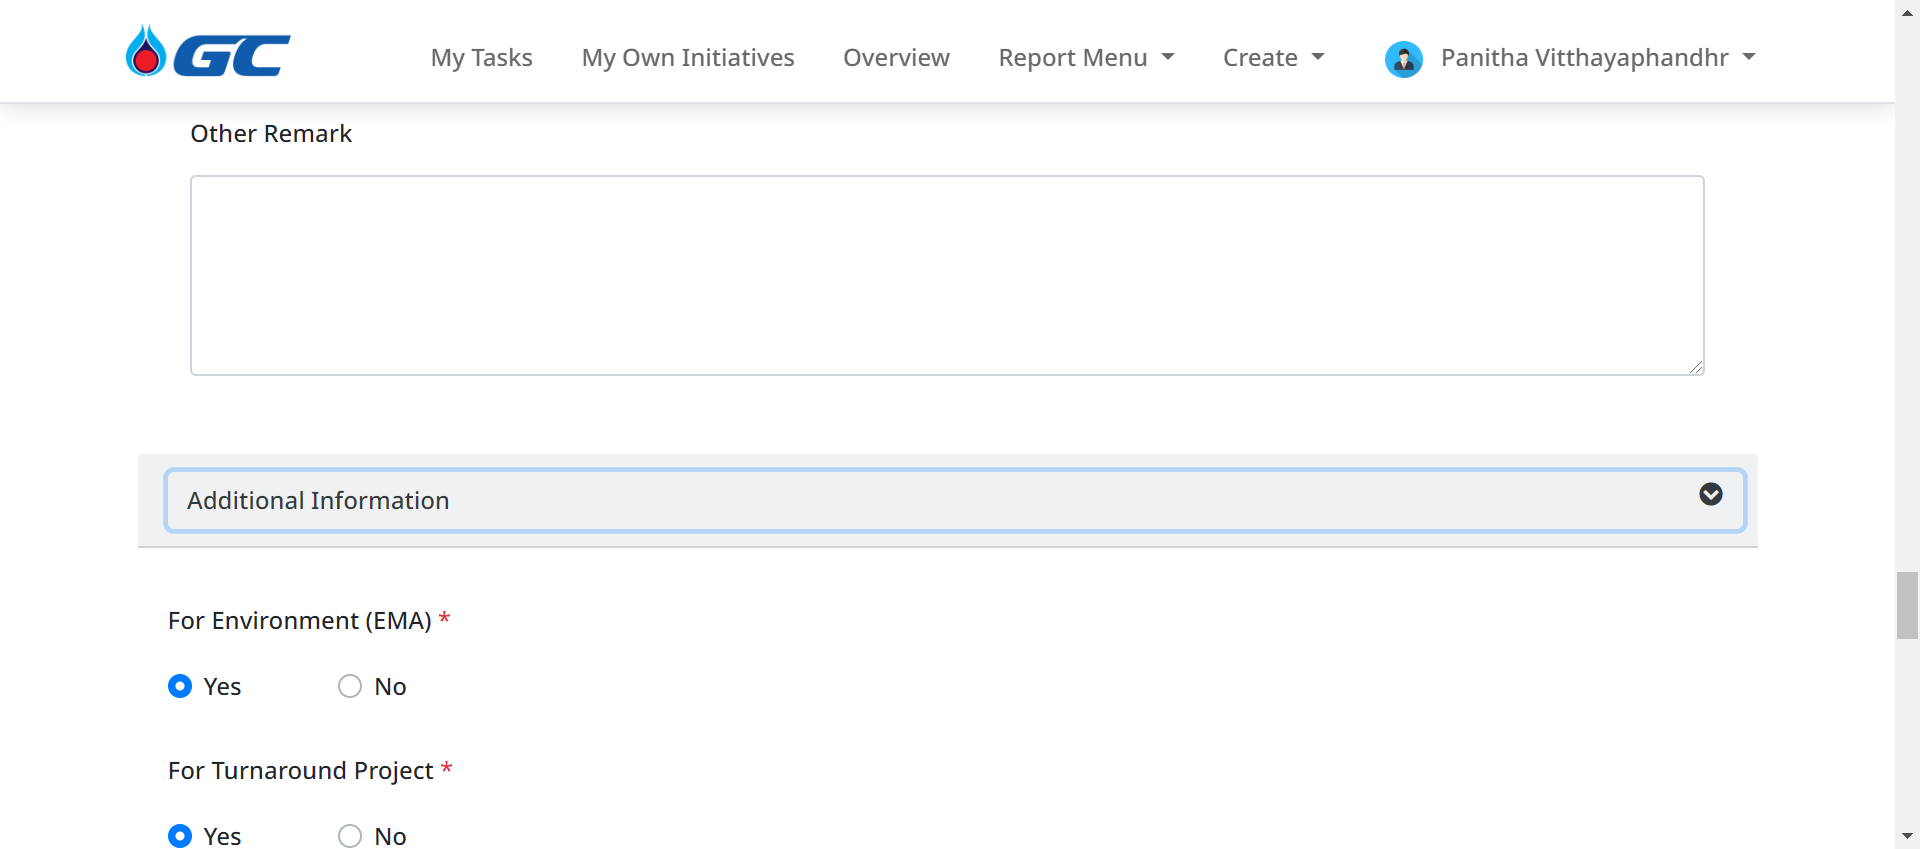 GC
My Tasks
My Own Initiatives
Overview
Report Menu
Create
Panitha Vitthayaphandhr
Other Remark
Additional Information
For Environment (EMA) *
Yes
No
For Turnaround Project *
Yes
No